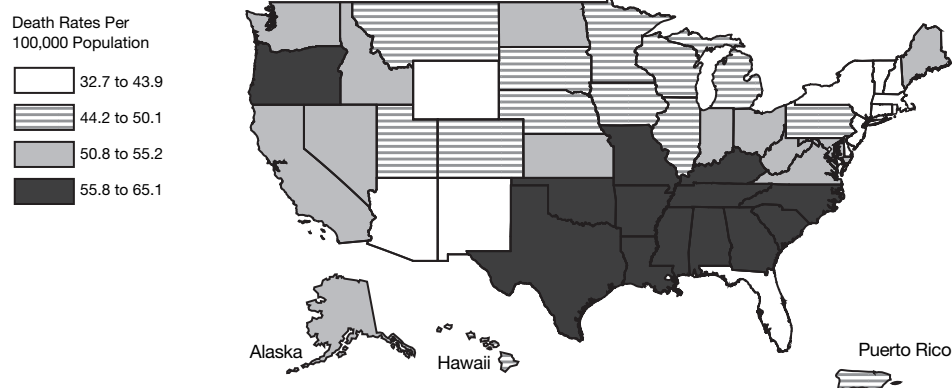 Death Rates Per
100,000 Population
32.7 to 43.9
44.2 to 50.1
50.8 to 55.2
55.8 to 65.1
Alaska
Hawaii
Puerto Rico